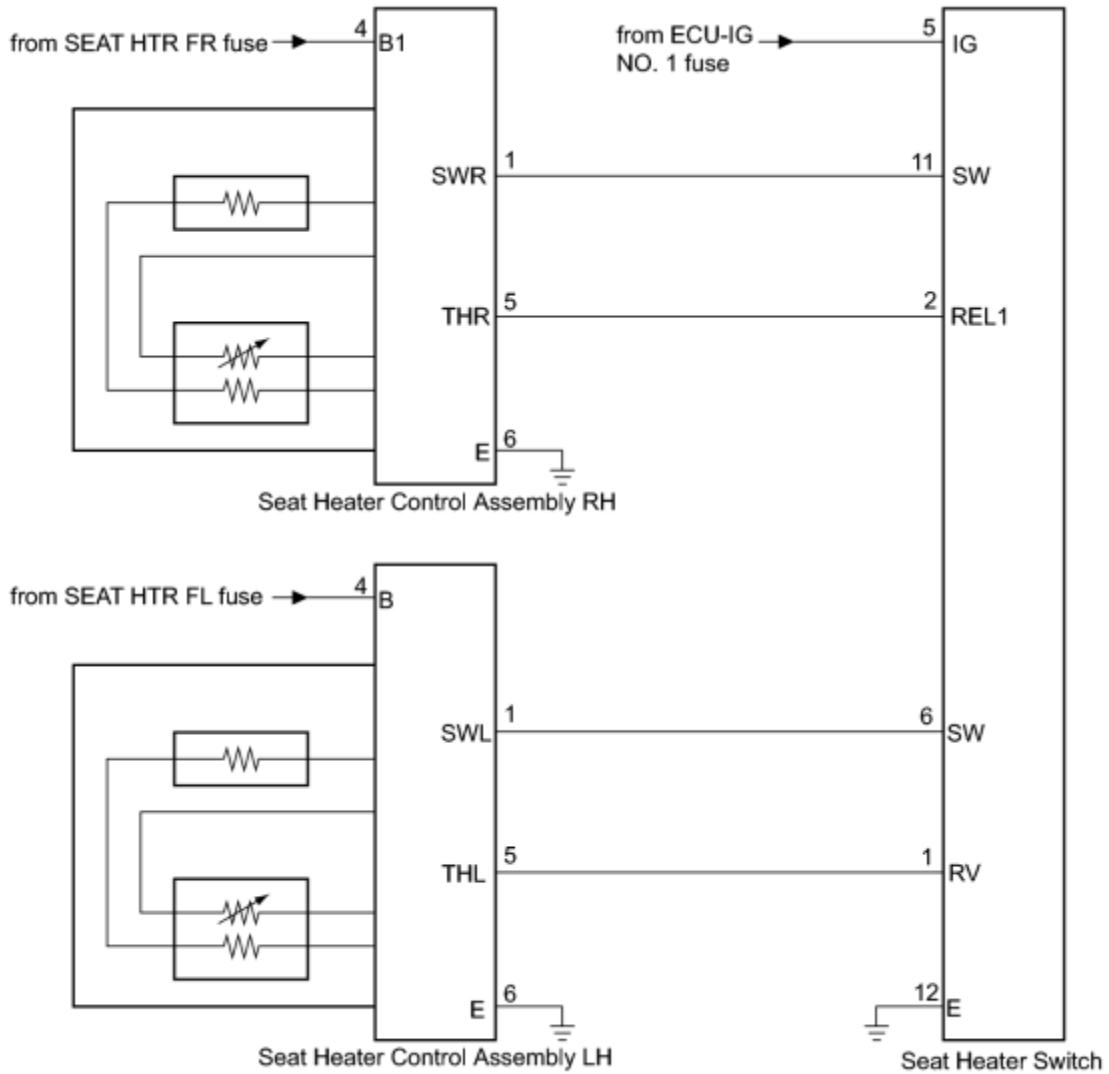 from SEAT HTR FR fuse
4
B1
from ECU-IG
NO. 1 fuse
5
IG
SWR
1
11
SW
THR
5
2
REL1
E
6
Seat Heater Control Assembly RH
from SEAT HTR FL fuse
4
B
SWL
1
6
SW
THL
5
1
RV
E
6
12
E
Seat Heater Control Assembly LH
Seat Heater Switch